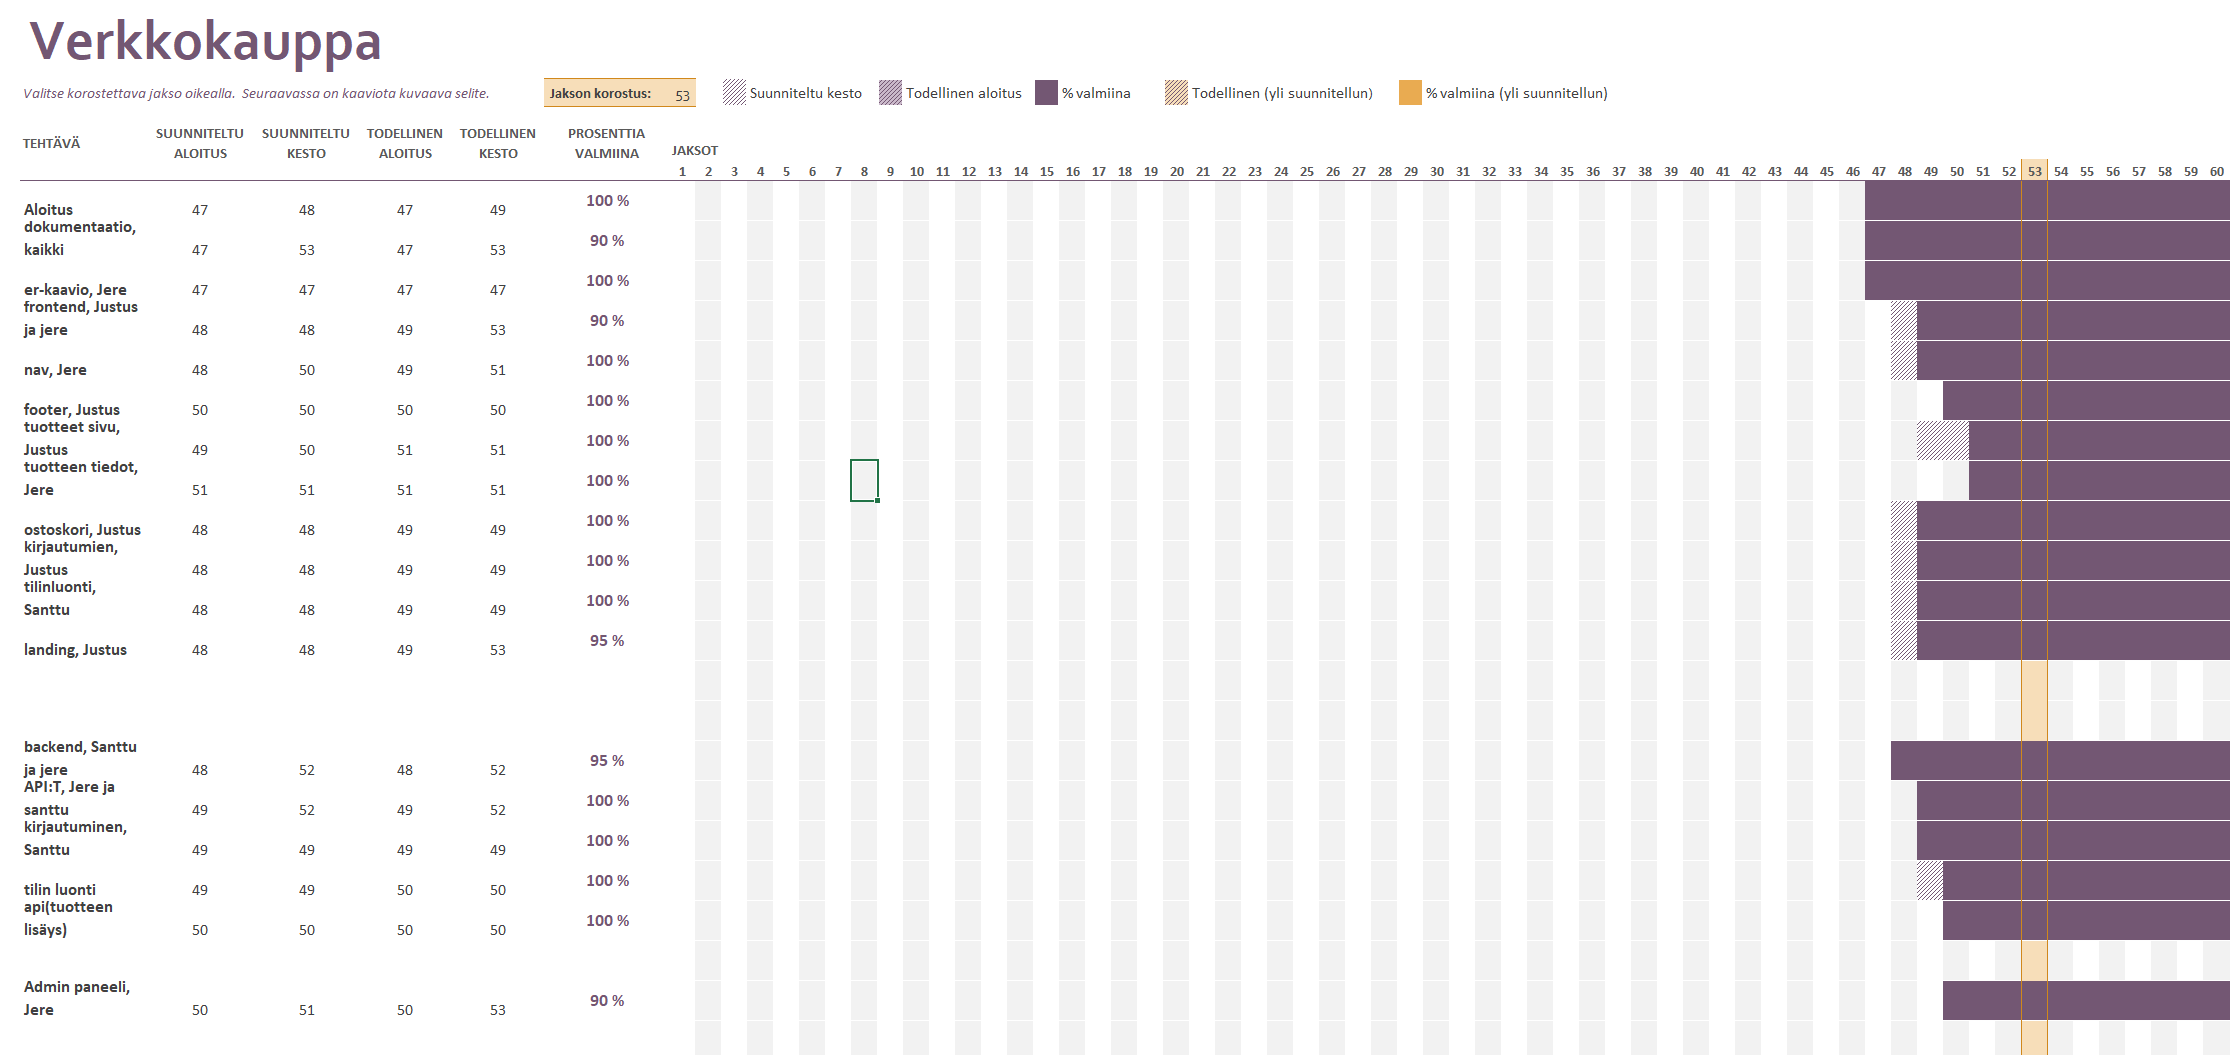 Verkkokauppa
Valitse korostettava jakso oikealla. Seuraavassa on kaaviota kuvaava selite.
Jakson korostus: 53
Suunniteltu kesto
Todellinen aloitus
% valmiina
Todellinen (yli suunnitellun)
% valmiina (yli suunnitellun)
TEHTÄVÄ
SUUNNITELTU
ALOITUS
SUUNNITELTU
KESTO
TODELLINEN
ALOITUS
TODELLINEN
KESTO
PROSENTTIA
VALMIINA
JAKSOT
1 2 3 4 5 6 7 8 9 10 11 12 13 14 15 16 17 18 19 20 21 22 23 24 25 26 27 28 29 30 31 32 33 34 35 36 37 38 39 40 41 42 43 44 45 46 47 48 49 50 51 52 53 54 55 56 57 58 59 60
Aloitus 47 48 47 49 100 %
dokumentaatio,
kaikki 47 53 47 53 90 %
er-kaavio, Jere 47 47 47 47 100 %
frontend, Justus
ja jere 48 48 49 53 90 %
nav, Jere 48 50 49 51 100 %
footer, Justus 50 50 50 50 100 %
tuotteet sivu,
Justus 49 50 51 51 100 %
tuotteen tiedot,
Jere 51 51 51 51 100 %
ostoskori, Justus 48 48 49 49 100 %
kirjautumien,
Justus 48 48 49 49 100 %
tilinluonti,
Santtu 48 48 49 49 100 %
landing, Justus 48 48 49 53 95 %
backend, Santtu
ja jere 48 52 48 52 95 %
API:T, Jere ja
santtu 49 52 49 52 100 %
kirjautuminen,
Santtu 49 49 49 49 100 %
tilin luonti 49 49 50 50 100 %
api(tuotteen
lisäys) 50 50 50 50 100 %
Admin paneeli,
Jere 50 51 50 53 90 %